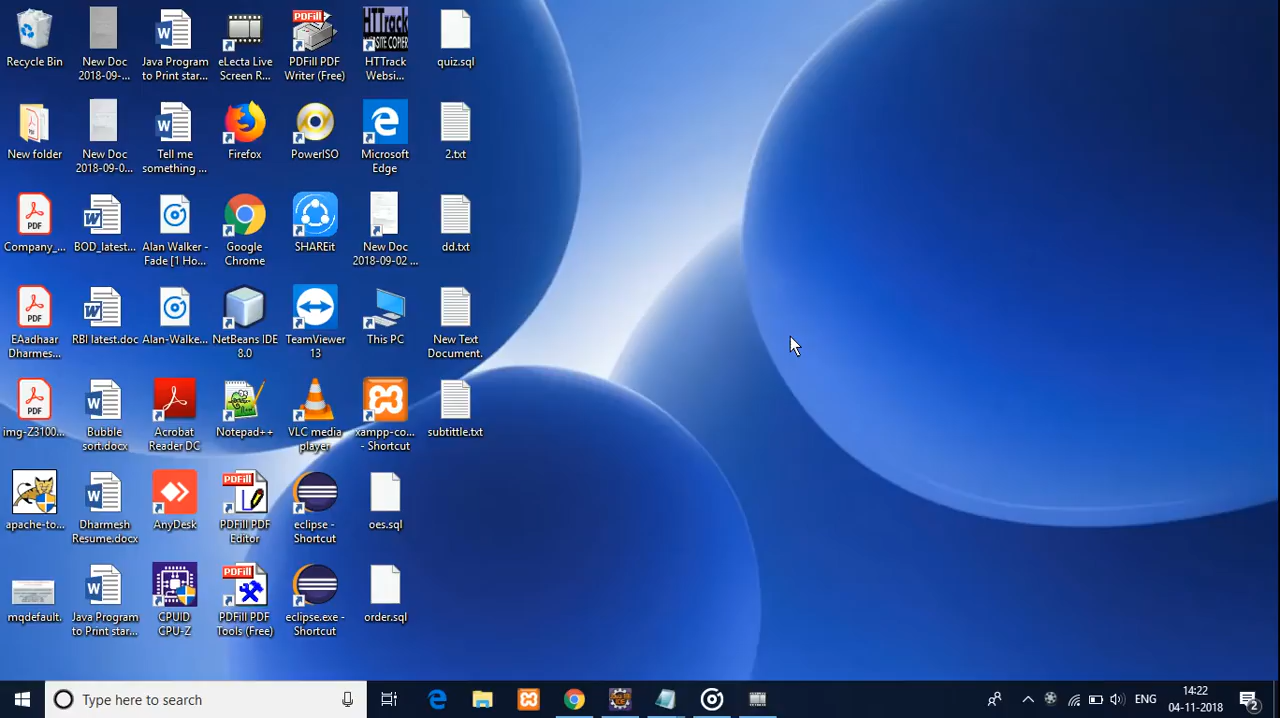 Recycle Bin
New Doc
2018-09-...
Java Program
to Print star...
eLecta Live
Screen R...
PDFill PDF
Writer (Free)
HTTrack
WEBSITE COPIER
HTTrack
Websi...
quiz.sql
New folder
New Doc
2018-09-0...
Tell me
something ...
Firefox
PowerISO
Microsoft
Edge
2.txt
Company_...
BOD_latest...
Alan Walker -
Fade [1 Ho...
Google
Chrome
SHAREit
New Doc
2018-09-02 ...
dd.txt
EAadhaar
Dharmes...
RBI latest.doc
Alan-Walke...
NetBeans IDE
8.0
TeamViewer
13
This PC
New Text
Document.
img-Z3100...
Bubble
sort.docx
Acrobat
Reader DC
Notepad++
VLC media
player
xampp-co...
- Shortcut
subtittle.txt
apache-to...
Dharmesh
Resume.docx
AnyDesk
PDFill PDF
Editor
eclipse -
Shortcut
oes.sql
mqdefault.
Java Program
to Print star...
CPUID
CPU-Z
PDFill PDF
Tools (Free)
eclipse.exe -
Shortcut
order.sql
Type here to search
ENG
14:22
04-11-2018
2